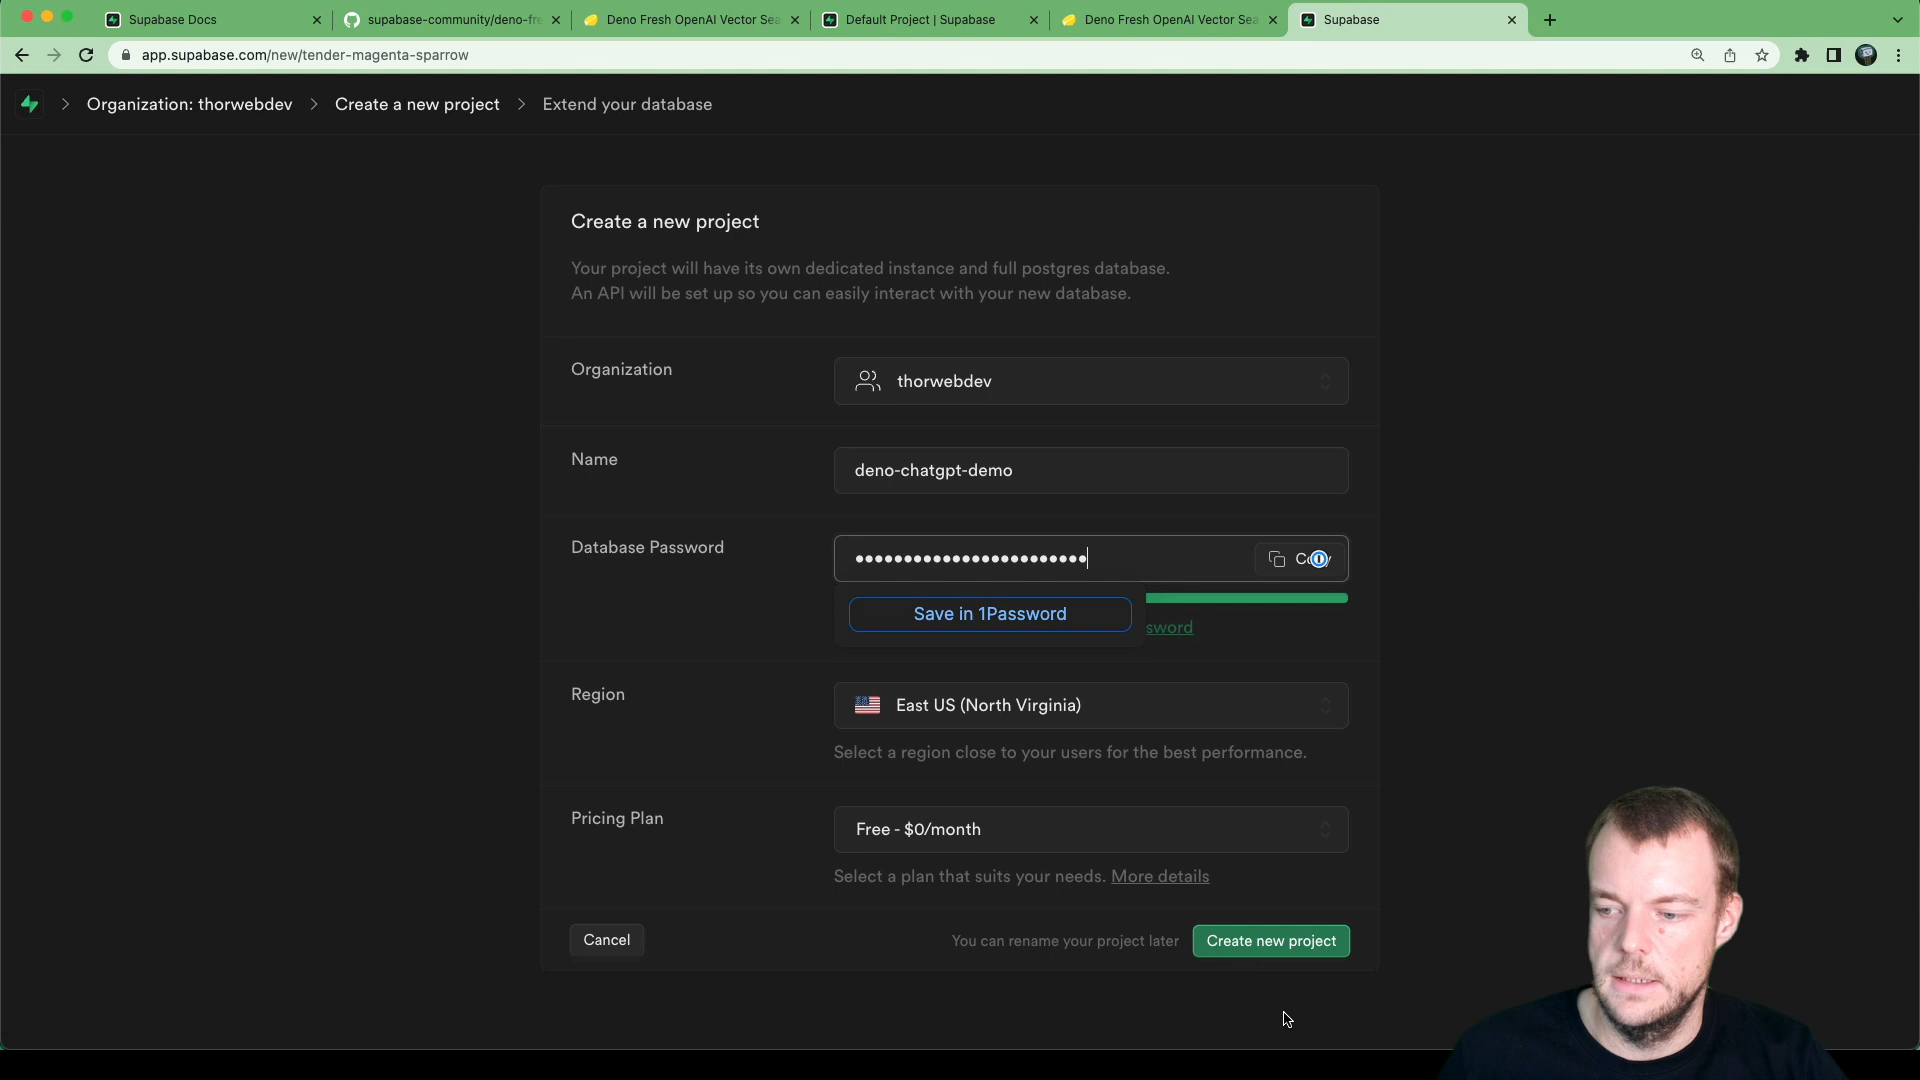 Supabase Docs
supabase-community/deno-fre
Deno Fresh OpenAI Vector Sea
Default Project | Supabase
Deno Fresh OpenAI Vector Sea
Supabase
app.supabase.com/new/tender-magenta-sparrow
Organization: thorwebdev > Create a new project > Extend your database
Create a new project
Your project will have its own dedicated instance and full postgres database.
An API will be set up so you can easily interact with your new database.
Organization
thorwebdev
Name
deno-chatgpt-demo
Database Password
Save in 1Password
sword
Region
East US (North Virginia)
Select a region close to your users for the best performance.
Pricing Plan
Free - $0/month
Select a plan that suits your needs. More details
Cancel
You can rename your project later
Create new project